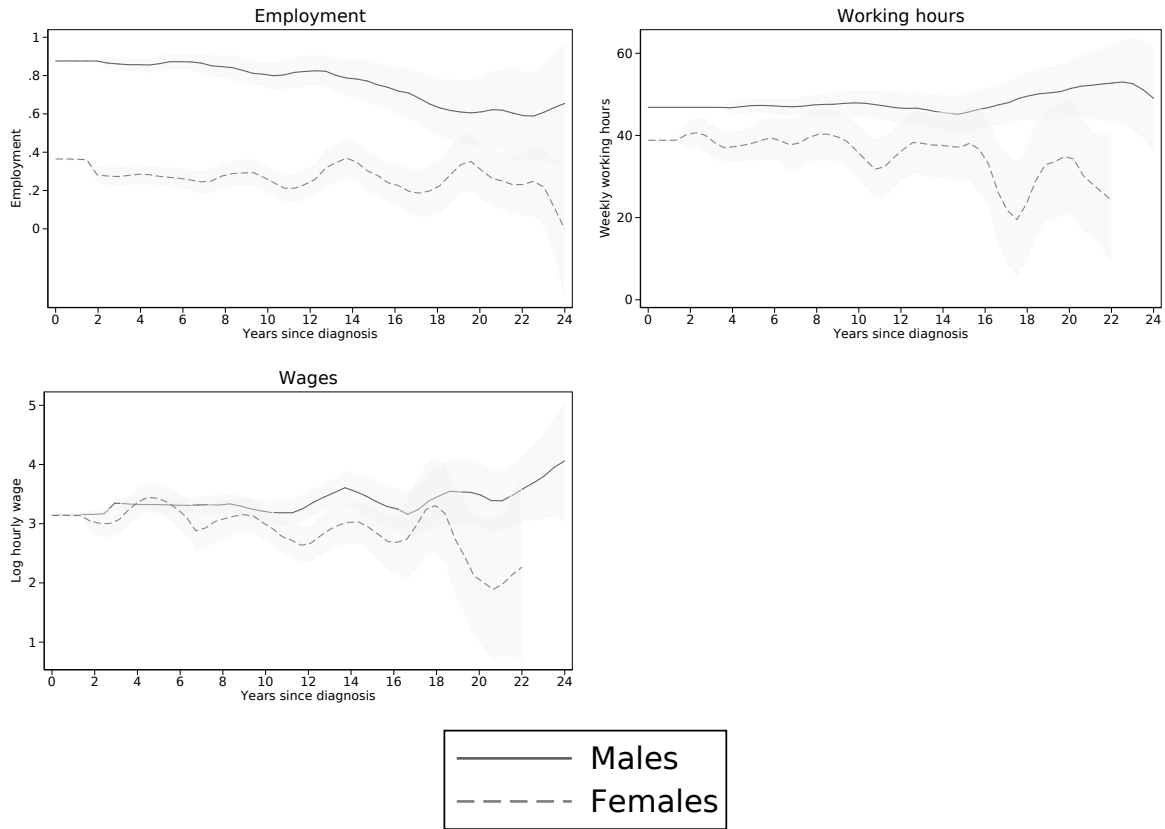 Employment
1
.8
.6
.4
.2
0
Employment
0 2 4 6 8 10 12 14 16 18 20 22 24
Years since diagnosis
Working hours
60
40
20
0
Weekly working hours
0 2 4 6 8 10 12 14 16 18 20 22 24
Years since diagnosis
Wages
5
4
3
2
1
Log hourly wage
0 2 4 6 8 10 12 14 16 18 20 22 24
Years since diagnosis
Males
Females